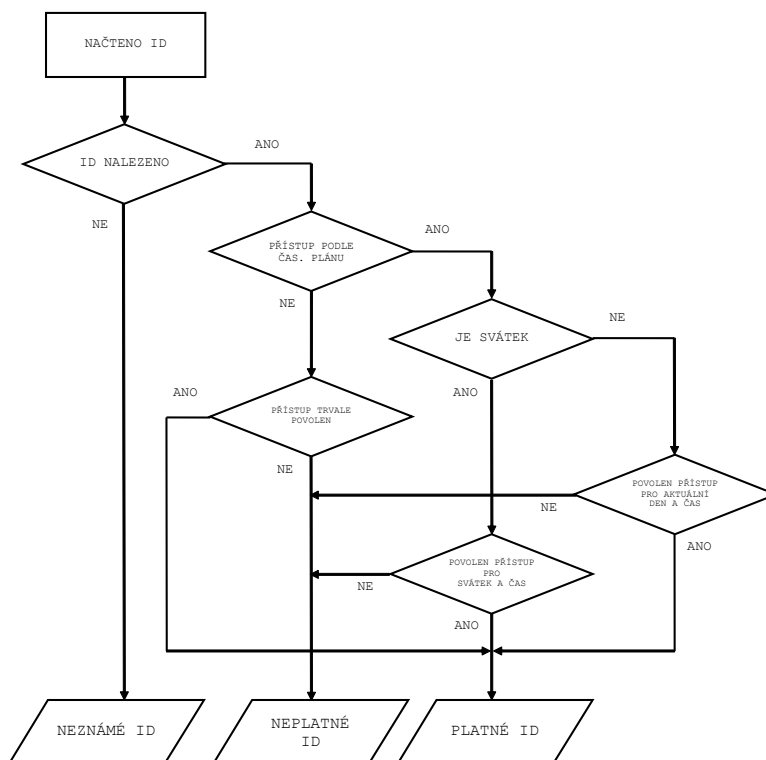 NAČTENO ID
ANO
ID NALEZENO
NE
ANO
PŘÍSTUP PODLE
ČAS. PLÁNU
NE
NE
JE SVÁTEK
ANO
ANO
PŘÍSTUP TRVALE
POVOLEN
NE
POVOLEN PŘÍSTUP
PRO AKTUÁLNÍ
DEN A ČAS
NE
ANO
POVOLEN PŘÍSTUP
PRO
SVÁTEK A ČAS
NE
ANO
NEZNÁMÉ ID
NEPLATNÉ
ID
PLATNÉ ID